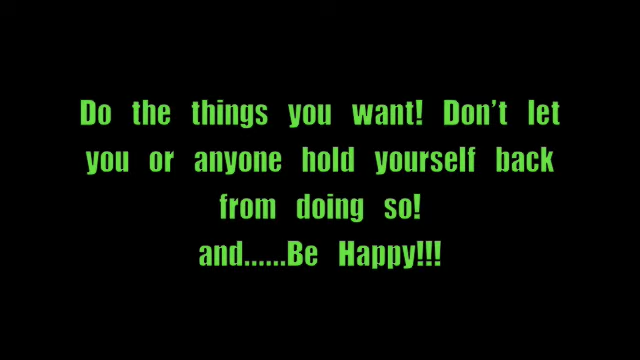 Do the things you want! Don't let
you or anyone hold yourself back
from doing so!
and......Be Happy!!!